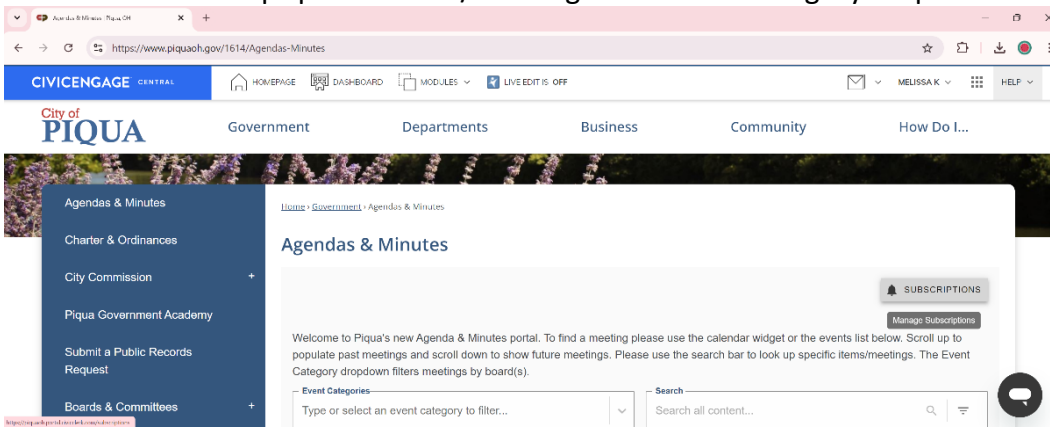 Agendas & Minutes • Piqua, OH
https://www.piquaoh.gov/1614/Agendas-Minutes
CIVICENGAGE CENTRAL
HOMEPAGE DASHBOARD MODULES LIVE EDIT IS OFF MELISSA K HELP
City of
PIQUA
Government Departments Business Community How Do I...
Agendas & Minutes
Charter & Ordinances
City Commission +
Piqua Government Academy
Submit a Public Records
Request
Boards & Committees +
Home › Government › Agendas & Minutes
Agendas & Minutes
SUBSCRIPTIONS
Manage Subscriptions
Welcome to Piqua's new Agenda & Minutes portal. To find a meeting please use the calendar widget or the events list below. Scroll up to
populate past meetings and scroll down to show future meetings. Please use the search bar to look up specific items/meetings. The Event
Category dropdown filters meetings by board(s).
Event Categories
Type or select an event category to filter...
Search
Search all content...